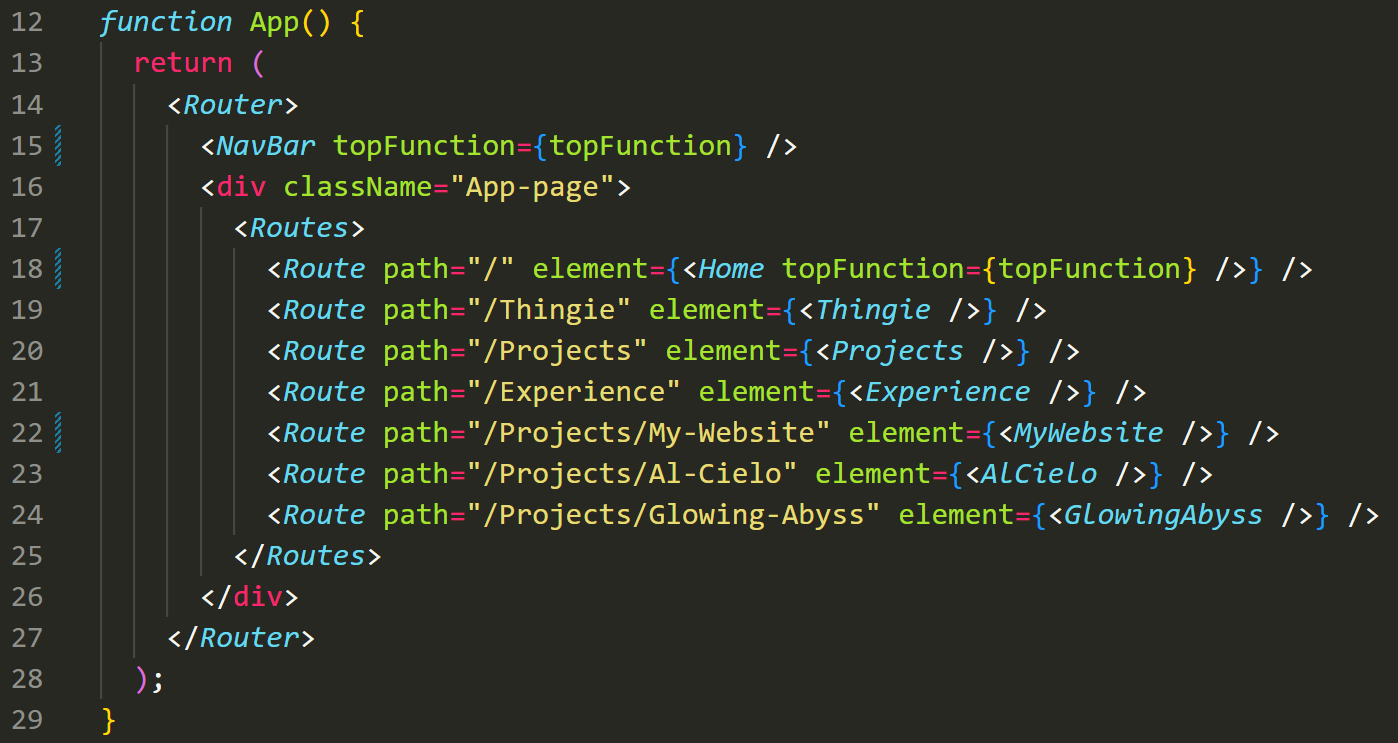 12 function App() {
13 return (
14 <Router>
15 <NavBar topFunction={topFunction} />
16 <div className="App-page">
17 <Routes>
18 <Route path="/" element={<Home topFunction={topFunction} />} />
19 <Route path="/Thingie" element={<Thingie />} />
20 <Route path="/Projects" element={<Projects />} />
21 <Route path="/Experience" element={<Experience />} />
22 <Route path="/Projects/My-Website" element={<MyWebsite />} />
23 <Route path="/Projects/Al-Cielo" element={<AlCielo />} />
24 <Route path="/Projects/Glowing-Abyss" element={<GlowingAbyss />} />
25 </Routes>
26 </div>
27 </Router>
28 );
29 }